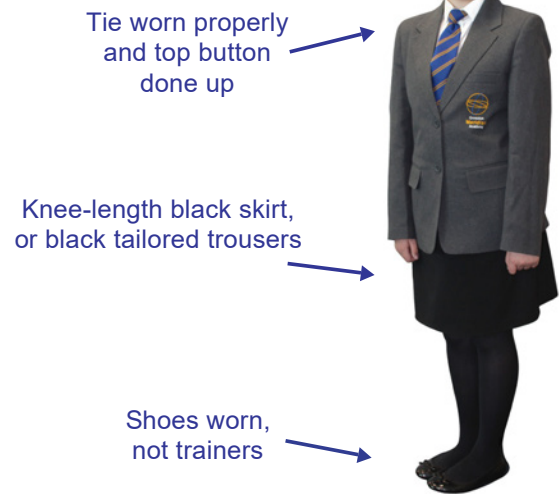 Tie worn properly
and top button
done up
Knee-length black skirt,
or black tailored trousers
Shoes worn,
not trainers